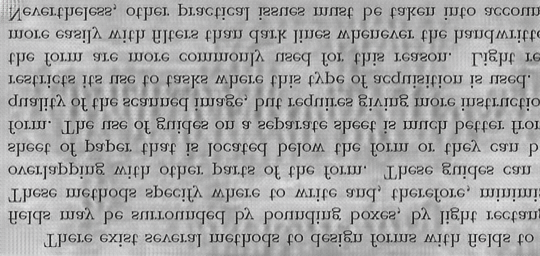 There exist several methods to design forms with fields to
fields may be surrounded by bounding boxes, by light rectan
These methods specify where to write and, therefore, minimi
overlapping with other parts of the form. These guides can
sheet of paper that is located below the form or they can b
form. The use of guides on a separate sheet is much better fro
quality of the scanned image, but requires giving more instructio
restricts its use to tasks where this type of acquisition is used.
the form are more commonly used for this reason. Light re
more easily with filters than dark lines whenever the handwritt
Nevertheless, other practical issues must be taken into accoun